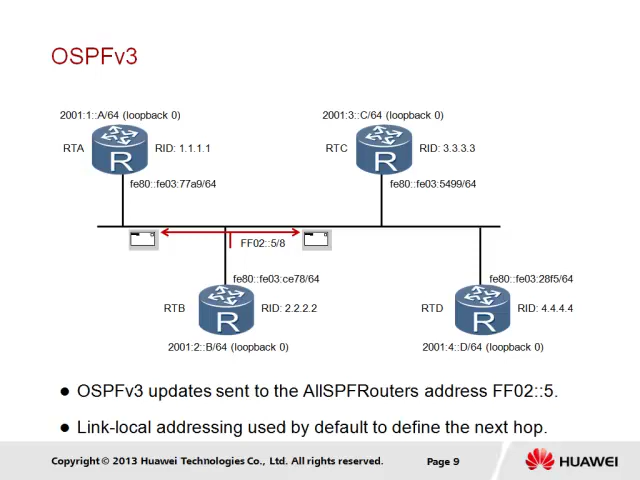 OSPFv3
2001:1::A/64 (loopback 0)
2001:3::C/64 (loopback 0)
RTA
R
RID: 1.1.1.1
RTC
R
RID: 3.3.3.3
fe80::fe03:77a9/64
fe80::fe03:5499/64
FF02::5/8
fe80::fe03:ce78/64
fe80::fe03:28f5/64
RTB
R
RID: 2.2.2.2
RTD
R
RID: 4.4.4.4
2001:2::B/64 (loopback 0)
2001:4::D/64 (loopback 0)
● OSPFv3 updates sent to the AllSPFRouters address FF02::5.
● Link-local addressing used by default to define the next hop.
Copyright © 2013 Huawei Technologies Co., Ltd. All rights reserved.
Page 9
HUAWEI